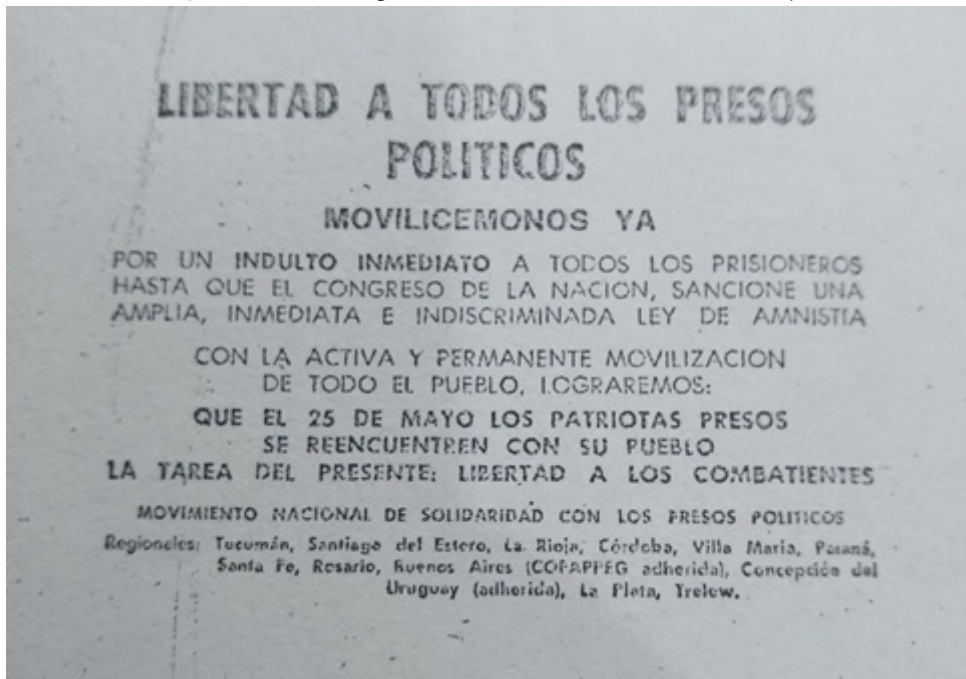 LIBERTAD A TODOS LOS PRESOS
POLITICOS
MOVILICEMONOS YA
POR UN INDULTO INMEDIATO A TODOS LOS PRISIONEROS
HASTA QUE EL CONGRESO DE LA NACION, SANCIONE UNA
AMPLIA, INMEDIATA E INDISCRIMINADA LEY DE AMNISTIA
CON LA ACTIVA Y PERMANENTE MOVILIZACION
DE TODO EL PUEBLO, LOGRAREMOS:
QUE EL 25 DE MAYO LOS PATRIOTAS PRESOS
SE REENCUENTREN CON SU PUEBLO
LA TAREA DEL PRESENTE: LIBERTAD A LOS COMBATIENTES
MOVIMIENTO NACIONAL DE SOLIDARIDAD CON LOS PRESOS POLITICOS
Regionales: Tucumán, Santiago del Estero, La Rioja, Córdoba, Villa María, Paraná,
Santa Fe, Rosario, Buenos Aires (COFAPPEG adherida), Concepción del
Uruguay (adherida), La Plata, Trelew.